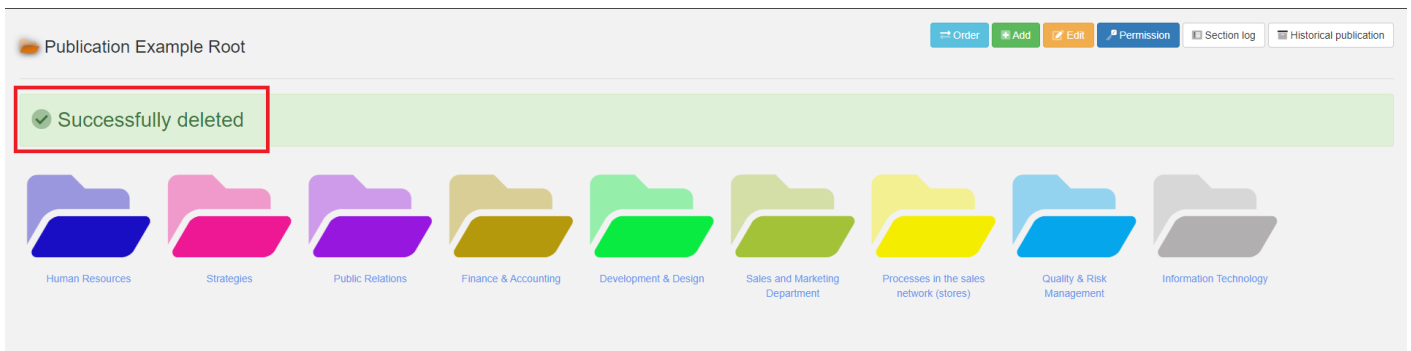 Publication Example Root
Order
Add
Edit
Permission
Section log
Historical publication
Successfully deleted
Human Resources
Strategies
Public Relations
Finance & Accounting
Development & Design
Sales and Marketing
Department
Processes in the sales
network (stores)
Quality & Risk
Management
Information Technology